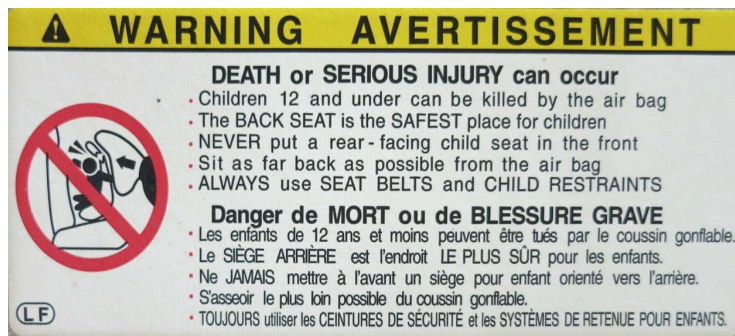 WARNING AVERTISSEMENT
DEATH or SERIOUS INJURY can occur
• Children 12 and under can be killed by the air bag
• The BACK SEAT is the SAFEST place for children
• NEVER put a rear-facing child seat in the front
• Sit as far back as possible from the air bag
• ALWAYS use SEAT BELTS and CHILD RESTRAINTS
Danger de MORT ou de BLESSURE GRAVE
• Les enfants de 12 ans et moins peuvent être tués par le coussin gonflable.
• Le SIÈGE ARRIÈRE est l'endroit LE PLUS SÛR pour les enfants.
• Ne JAMAIS mettre à l'avant un siège pour enfant orienté vers l'arrière.
• S'asseoir le plus loin possible du coussin gonflable.
• TOUJOURS utiliser les CEINTURES DE SÉCURITÉ et les SYSTÈMES DE RETENUE POUR ENFANTS.
LF